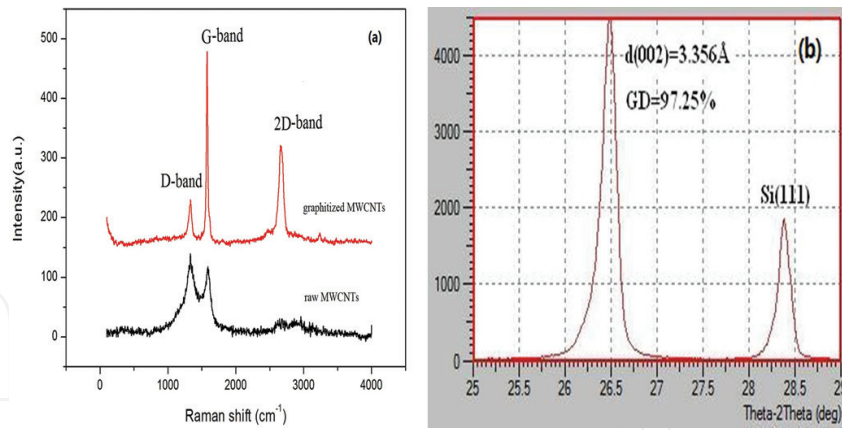 (a)
G-band
2D-band
D-band
graphitized MWCNTs
raw MWCNTs
500
400
300
200
100
0
Intensity(a.u.)
0 1000 2000 3000 4000
Raman shift (cm⁻¹)
(b)
d(002)=3.356Å
GD=97.25%
Si(111)
4000
3000
2000
1000
0
25 25.5 26 26.5 27 27.5 28 28.5 29
Theta-2Theta (deg)